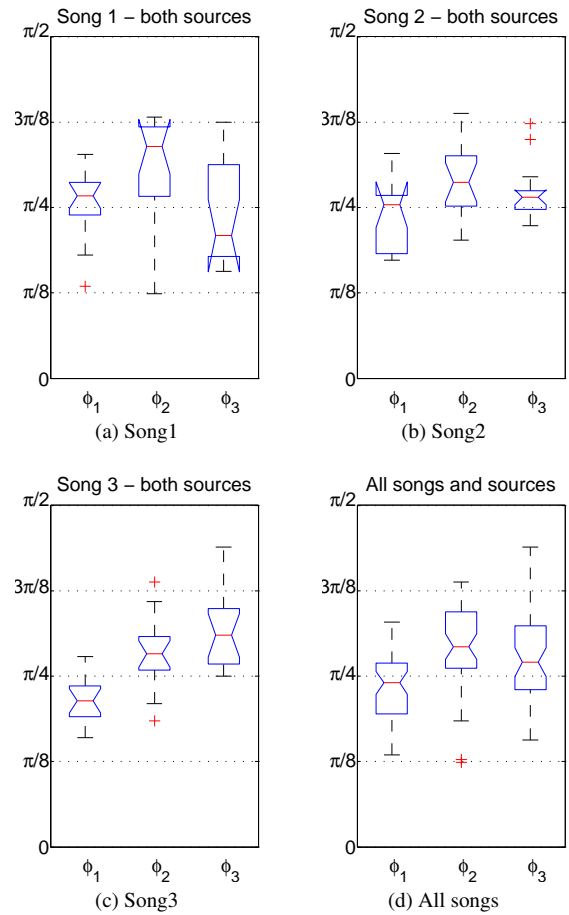 Song 1 − both sources
π/2
3π/8
π/4
π/8
0
ϕ1 ϕ2 ϕ3
(a) Song1
Song 2 − both sources
π/2
3π/8
π/4
π/8
0
ϕ1 ϕ2 ϕ3
(b) Song2
Song 3 − both sources
π/2
3π/8
π/4
π/8
0
ϕ1 ϕ2 ϕ3
(c) Song3
All songs and sources
π/2
3π/8
π/4
π/8
0
ϕ1 ϕ2 ϕ3
(d) All songs